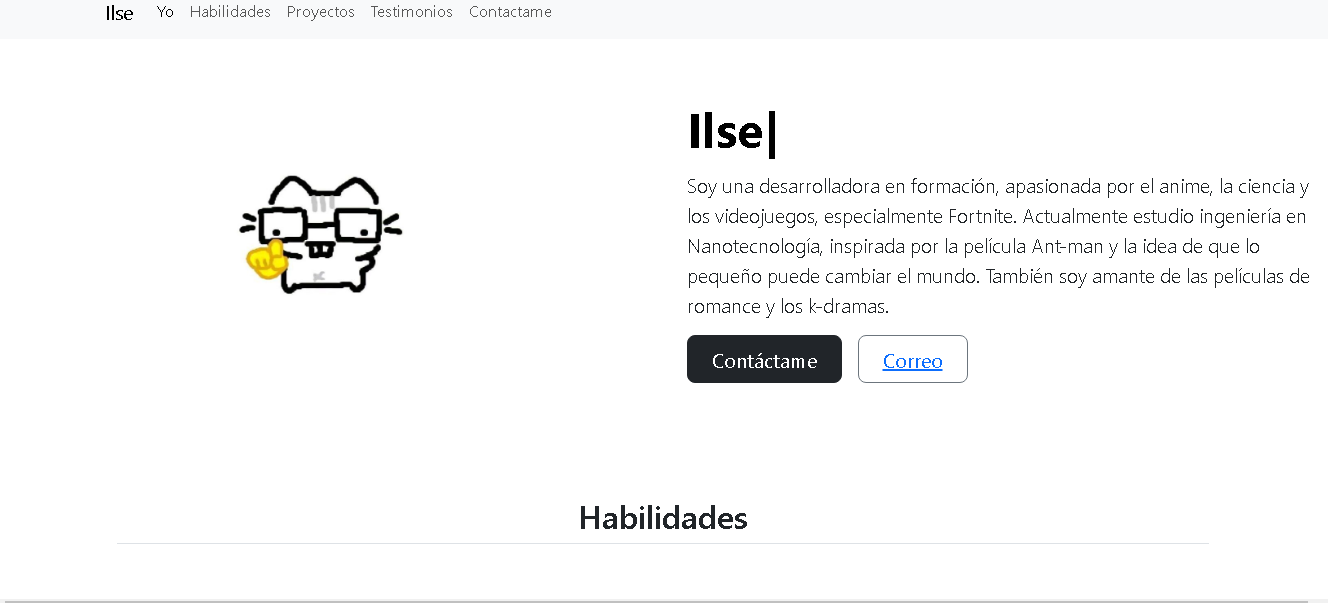 Ilse Yo Habilidades Proyectos Testimonios Contactame
Ilse|
Soy una desarrolladora en formación, apasionada por el anime, la ciencia y
los videojuegos, especialmente Fortnite. Actualmente estudio ingeniería en
Nanotecnología, inspirada por la película Ant-man y la idea de que lo
pequeño puede cambiar el mundo. También soy amante de las películas de
romance y los k-dramas.
Contáctame Correo
Habilidades